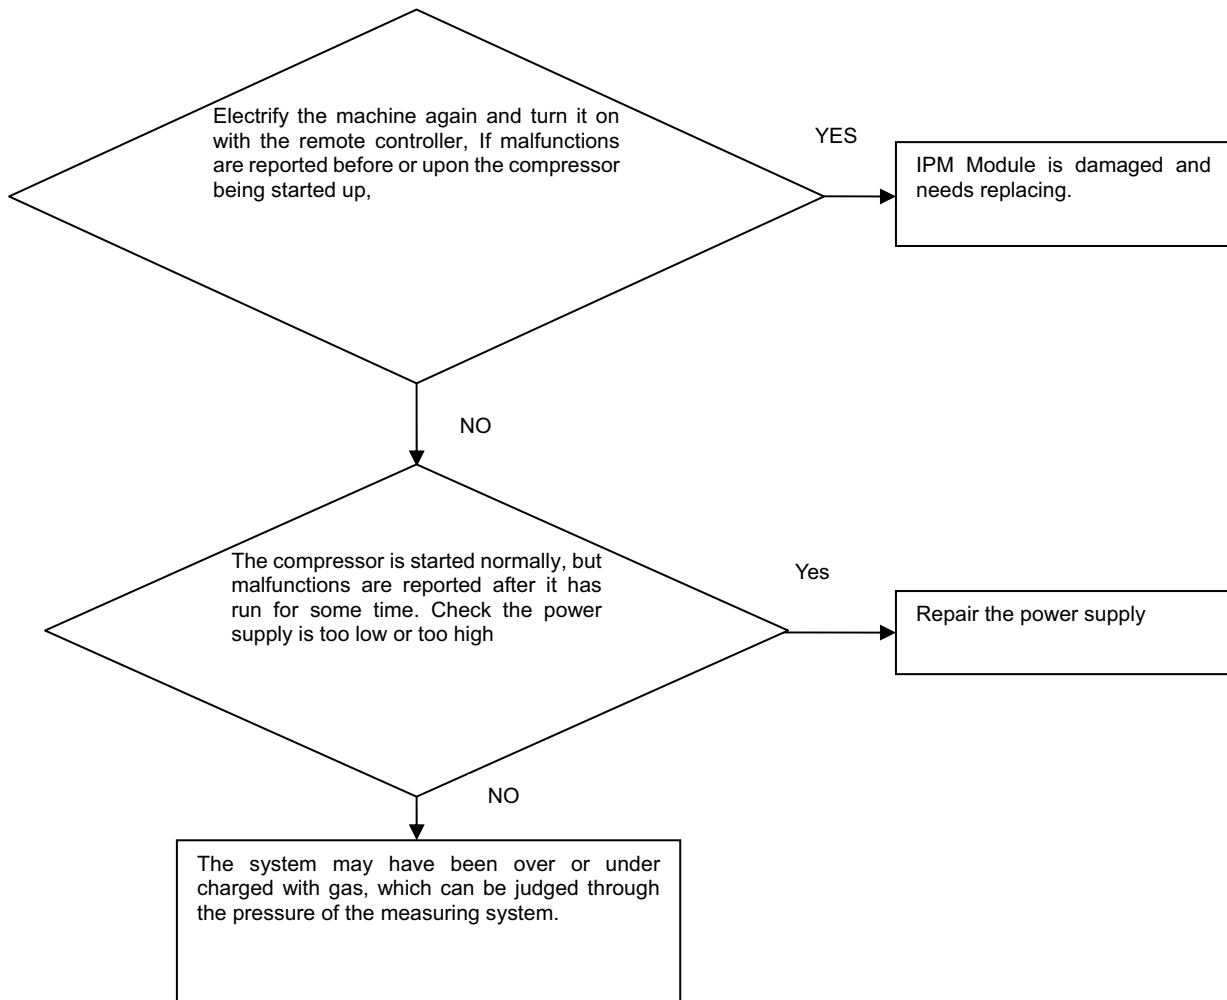 Electrify the machine again and turn it on
with the remote controller, If malfunctions
are reported before or upon the compressor
being started up,
YES
IPM Module is damaged and
needs replacing.
NO
The compressor is started normally, but
malfunctions are reported after it has
run for some time. Check the power
supply is too low or too high
Yes
Repair the power supply
NO
The system may have been over or under
charged with gas, which can be judged through
the pressure of the measuring system.